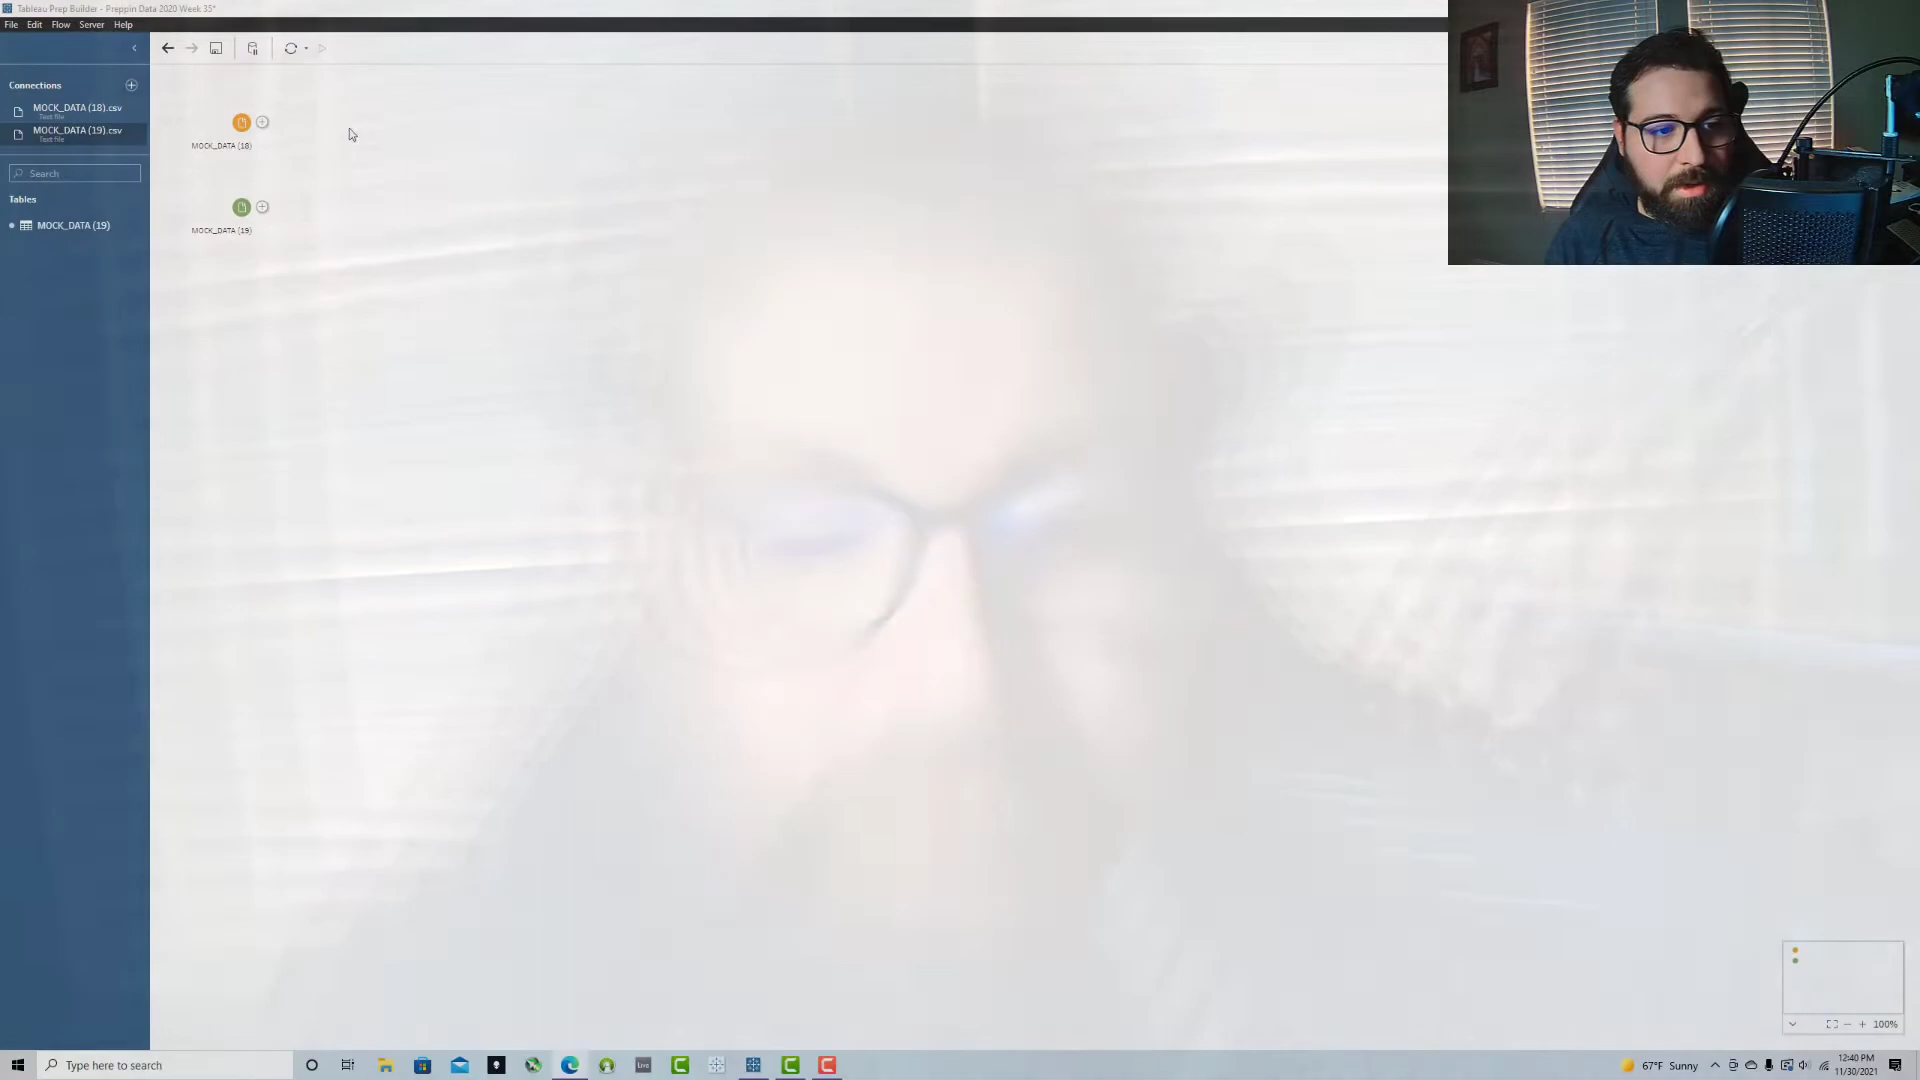 Tableau Prep Builder - Preppin Data 2020 Week 35*
File Edit Flow Server Help
Connections
MOCK_DATA (18).csv
Text file
MOCK_DATA (19).csv
Text file
Search
Tables
MOCK_DATA (19)
MOCK_DATA (18)
MOCK_DATA (19)
100%
Type here to search
Live
67°F Sunny
12:40 PM
11/30/2021